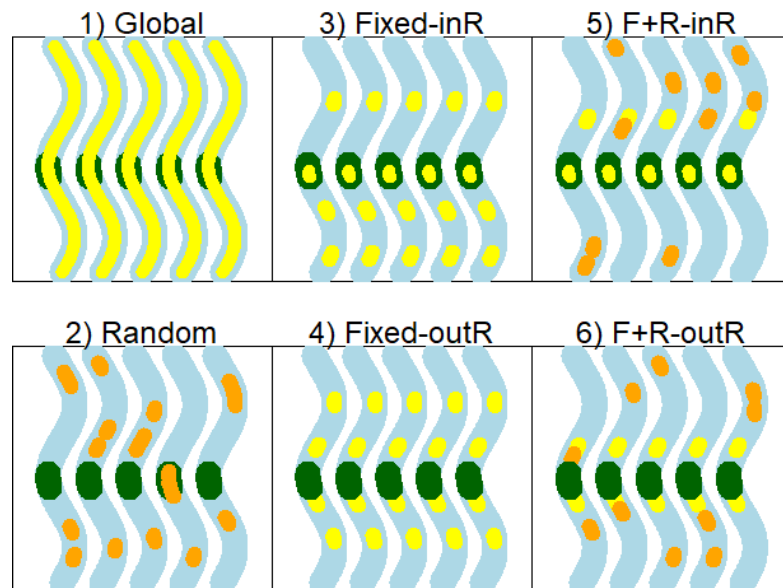 1) Global
3) Fixed-inR
5) F+R-inR
2) Random
4) Fixed-outR
6) F+R-outR